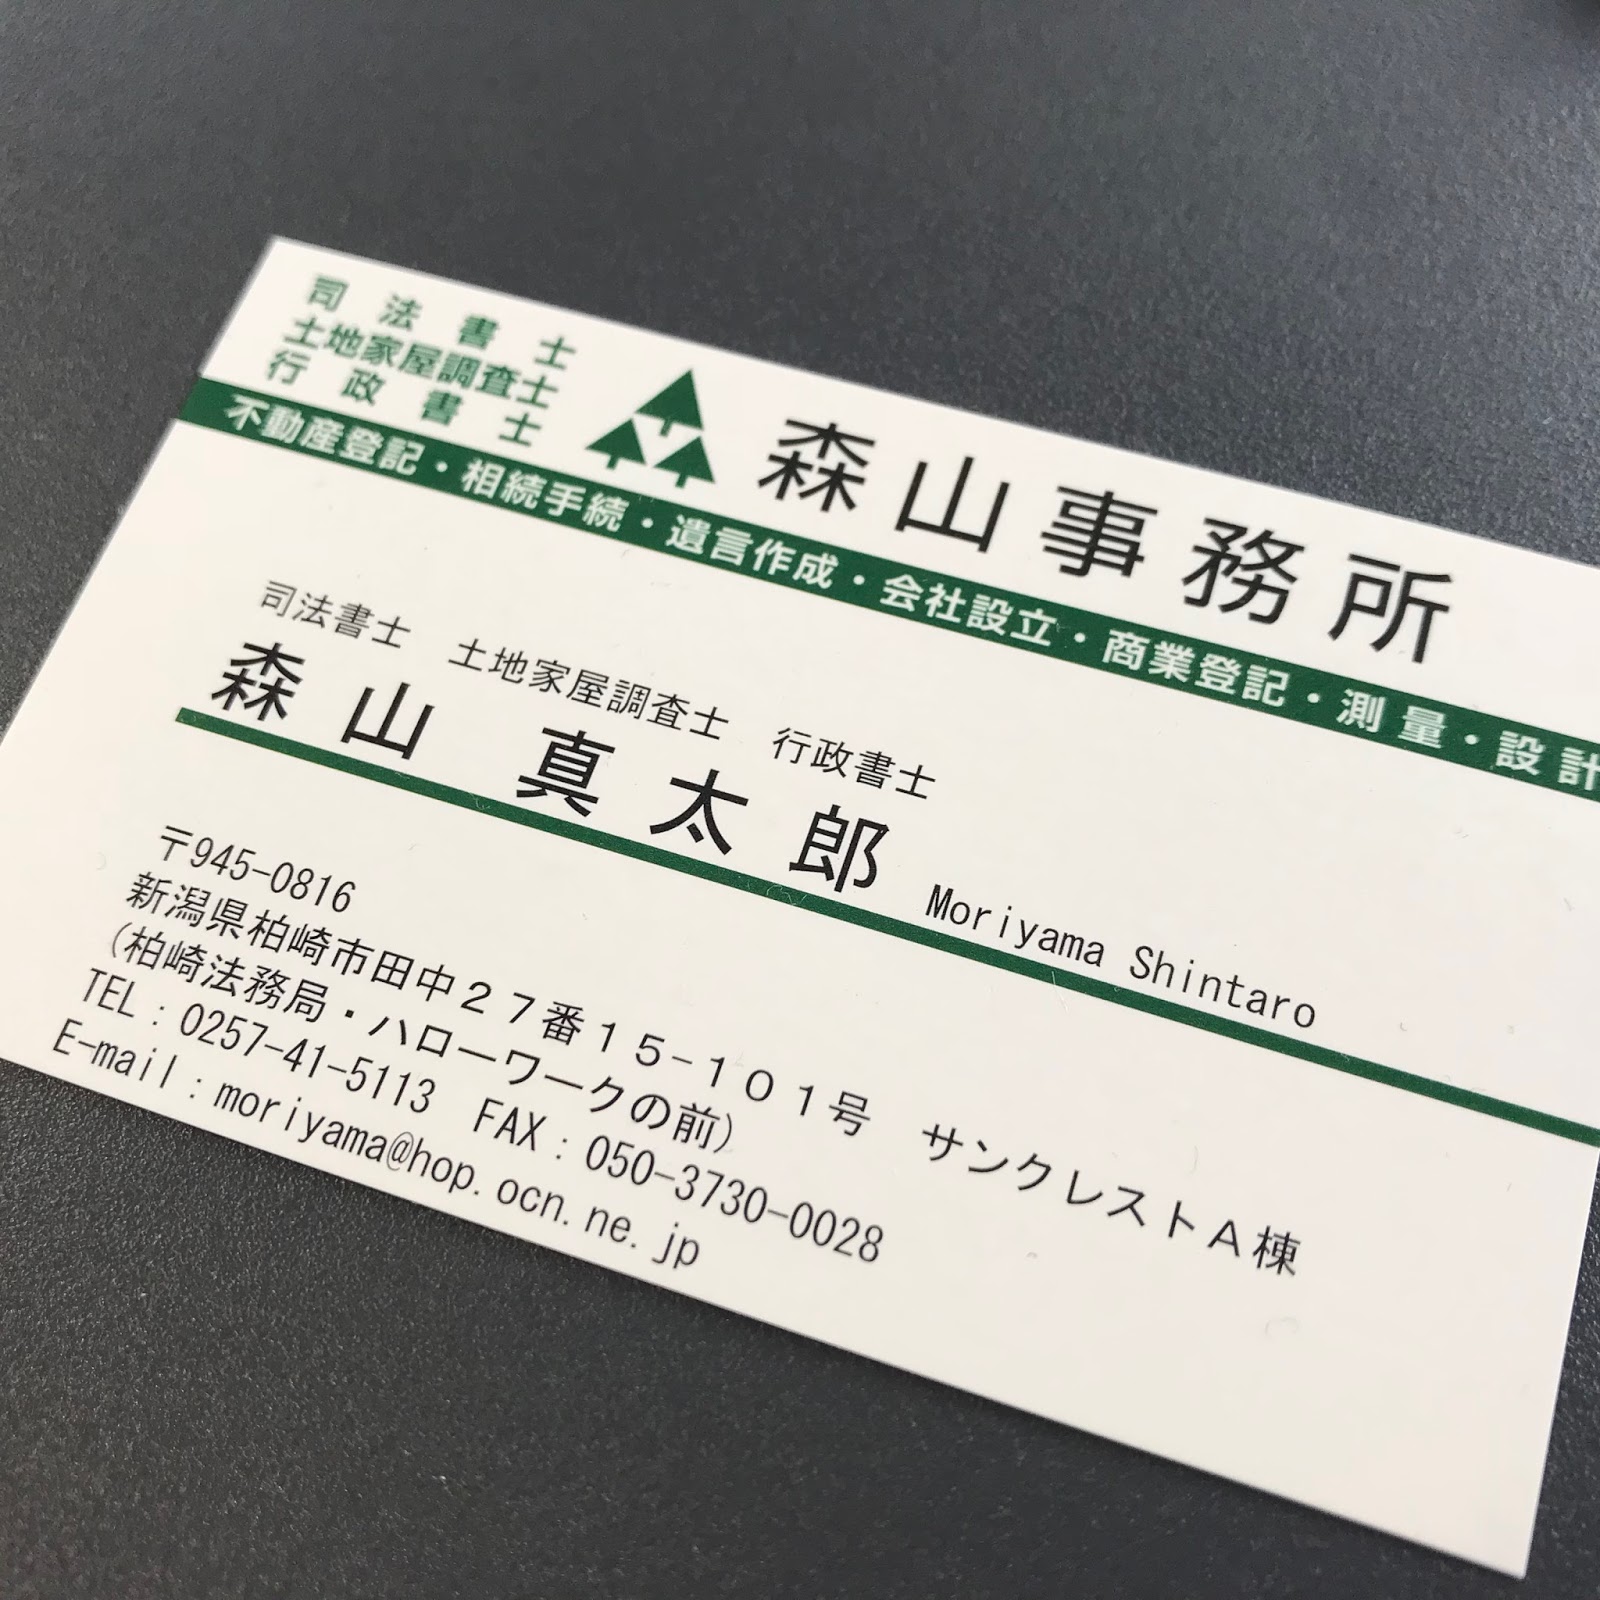 司法書士
土地家屋調査士
行政書士
森山事務所
不動産登記・相続手続・遺言作成・会社設立・商業登記・測量・設計
司法書士　土地家屋調査士　行政書士
森山　真太郎　Moriyama Shintaro
〒945-0816
新潟県柏崎市田中２７番１５-１０１号　サンクレストＡ棟
（柏崎法務局・ハローワークの前）
TEL：0257-41-5113　FAX：050-3730-0028
E-mail：moriyama@hop.ocn.ne.jp